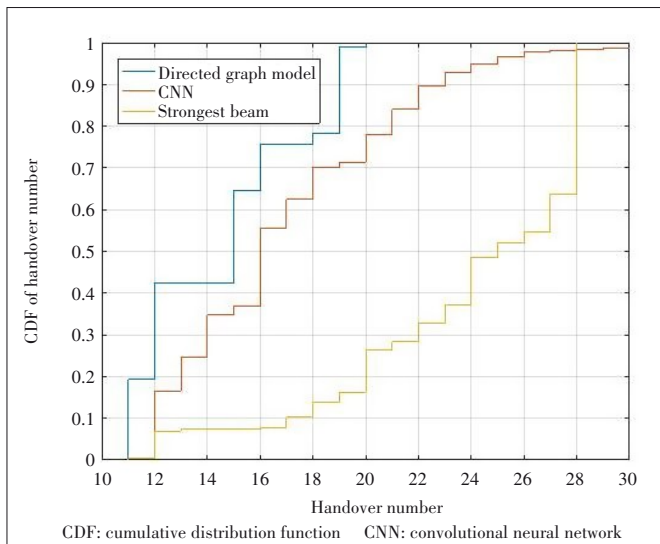 1
0.9
0.8
0.7
0.6
0.5
0.4
0.3
0.2
0.1
0
CDF of handover number
Directed graph model
CNN
Strongest beam
10 12 14 16 18 20 22 24 26 28 30
Handover number
CDF: cumulative distribution function CNN: convolutional neural network